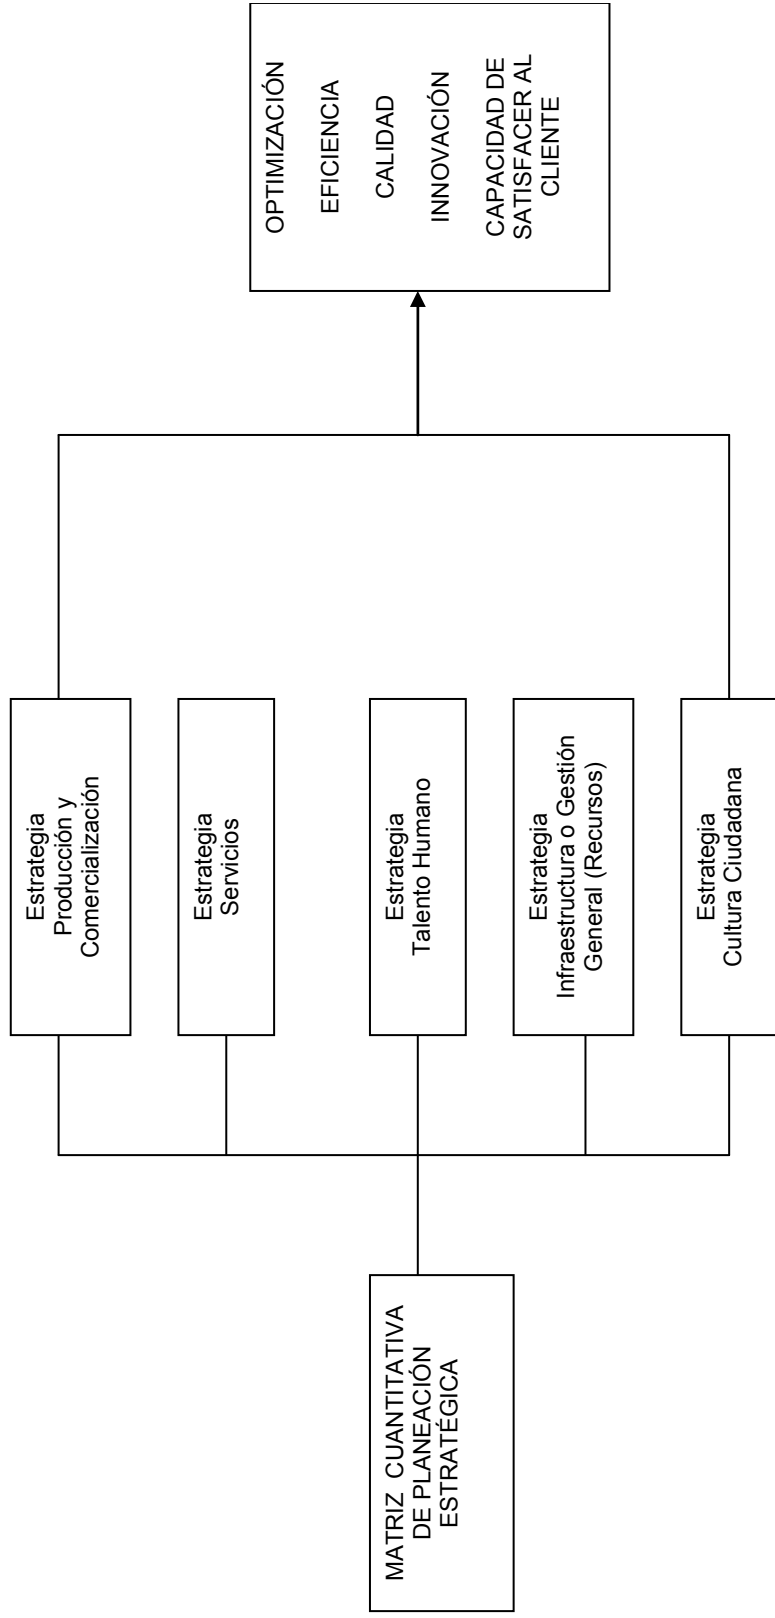 MATRIZ CUANTITATIVA
DE PLANEACIÓN
ESTRATÉGICA
Estrategia
Producción y
Comercialización
Estrategia
Servicios
Estrategia
Talento Humano
Estrategia
Infraestructura o Gestión
General (Recursos)
Estrategia
Cultura Ciudadana
OPTIMIZACIÓN
EFICIENCIA
CALIDAD
INNOVACIÓN
CAPACIDAD DE
SATISFACER AL
CLIENTE